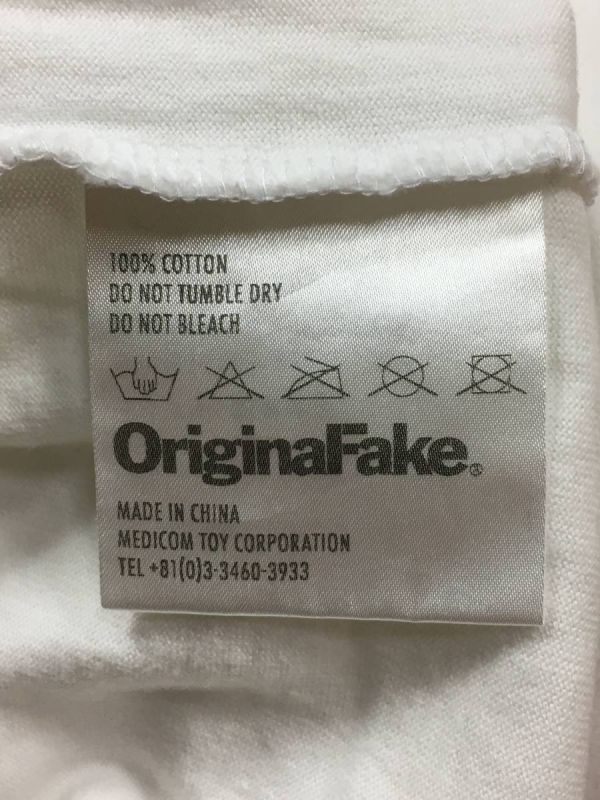 100% COTTON
DO NOT TUMBLE DRY
DO NOT BLEACH
OriginalFake®
MADE IN CHINA
MEDICOM TOY CORPORATION
TEL +81(0)3-3460-3933